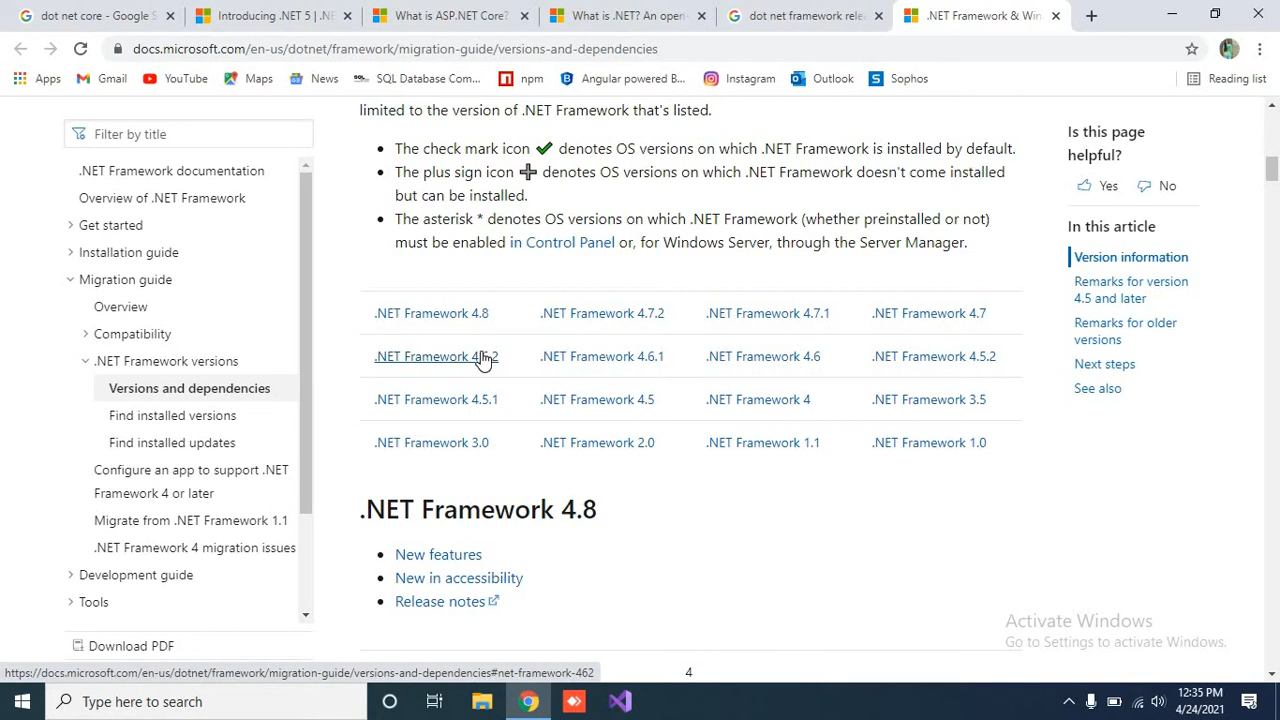 dot net core - Google S
Introducing .NET 5 | .NE
What is ASP.NET Core?
What is .NET? An open-
dot net framework rele
.NET Framework & Win
docs.microsoft.com/en-us/dotnet/framework/migration-guide/versions-and-dependencies
Apps
Gmail
YouTube
Maps
News
SQL Database Com...
npm
Angular powered B...
Instagram
Outlook
Sophos
Reading list
Filter by title
.NET Framework documentation
Overview of .NET Framework
Get started
Installation guide
Migration guide
Overview
Compatibility
.NET Framework versions
Versions and dependencies
Find installed versions
Find installed updates
Configure an app to support .NET
Framework 4 or later
Migrate from .NET Framework 1.1
.NET Framework 4 migration issues
Development guide
Tools
Download PDF
limited to the version of .NET Framework that's listed.
• The check mark icon ✔ denotes OS versions on which .NET Framework is installed by default.
• The plus sign icon ➕ denotes OS versions on which .NET Framework doesn't come installed
but can be installed.
• The asterisk * denotes OS versions on which .NET Framework (whether preinstalled or not)
must be enabled in Control Panel or, for Windows Server, through the Server Manager.
.NET Framework 4.8 .NET Framework 4.7.2 .NET Framework 4.7.1 .NET Framework 4.7
.NET Framework .NET Framework 4.6.1 .NET Framework 4.6 .NET Framework 4.5.2
.NET Framework 4.5.1 .NET Framework 4.5 .NET Framework 4 .NET Framework 3.5
.NET Framework 3.0 .NET Framework 2.0 .NET Framework 1.1 .NET Framework 1.0
.NET Framework 4.8
• New features
• New in accessibility
• Release notes
4
Is this page
helpful?
Yes No
In this article
Version information
Remarks for version
4.5 and later
Remarks for older
versions
Next steps
See also
Activate Windows
Go to Settings to activate Windows.
https://docs.microsoft.com/en-us/dotnet/framework/migration-guide/versions-and-dependencies#net-framework-462
Type here to search
12:35 PM
4/24/2021